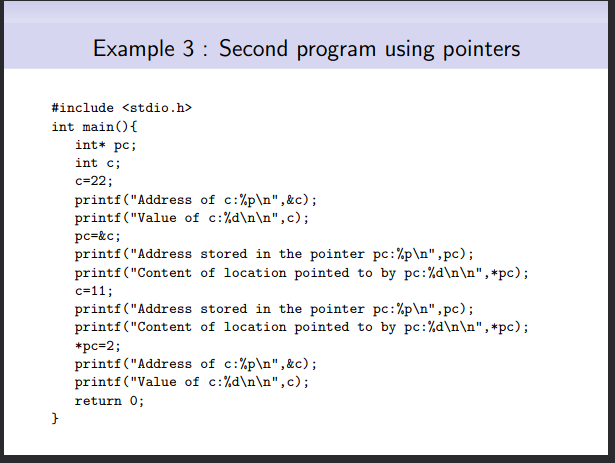 Example 3 : Second program using pointers
#include <stdio.h>
int main(){
int* pc;
int c;
c=22;
printf("Address of c:%p\n",&c);
printf("Value of c:%d\n\n",c);
pc=&c;
printf("Address stored in the pointer pc:%p\n",pc);
printf("Content of location pointed to by pc:%d\n\n",*pc);
c=11;
printf("Address stored in the pointer pc:%p\n",pc);
printf("Content of location pointed to by pc:%d\n\n",*pc);
*pc=2;
printf("Address of c:%p\n",&c);
printf("Value of c:%d\n\n",c);
return 0;
}